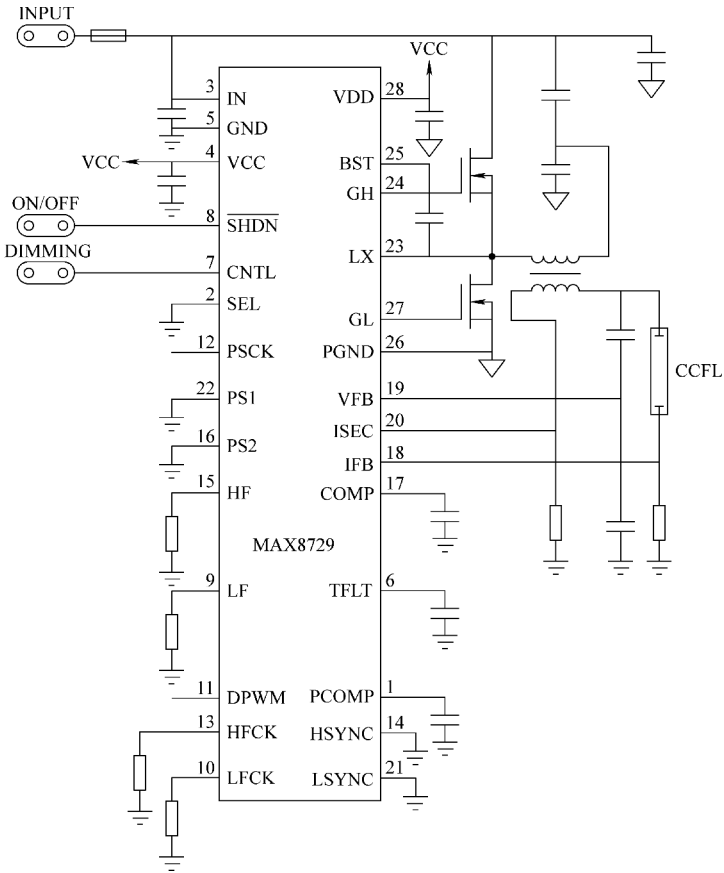 INPUT
VCC
3 IN
5 GND
4 VCC
VCC
ON/OFF
8 SHDN
DIMMING
7 CNTL
2 SEL
12 PSCK
22 PS1
16 PS2
15 HF
MAX8729
9 LF
11 DPWM
13 HFCK
10 LFCK
VDD 28
BST 25
GH 24
LX 23
GL 27
PGND 26
VFB 19
ISEC 20
IFB 18
COMP 17
TFLT 6
PCOMP 1
HSYNC 14
LSYNC 21
CCFL